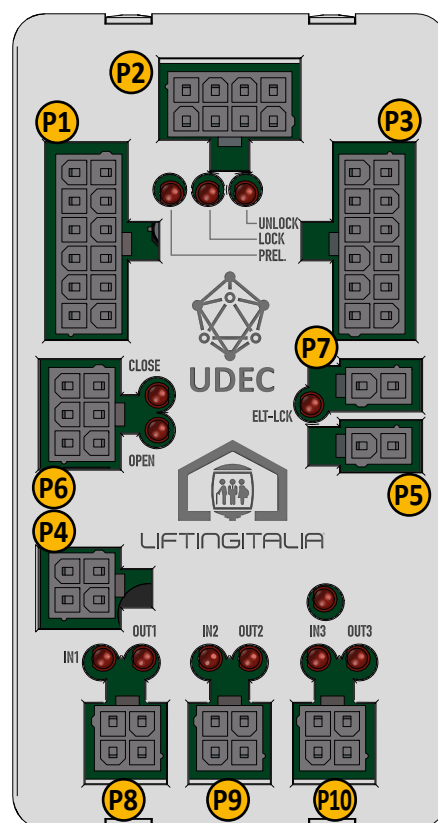 P2
P1
P3
UNLOCK
LOCK
PREL.
P7
CLOSE
UDEC
ELT-LCK
OPEN
P6
P5
P4
LIFTINGITALIA
IN1 OUT1 IN2 OUT2 IN3 OUT3
P8 P9 P10